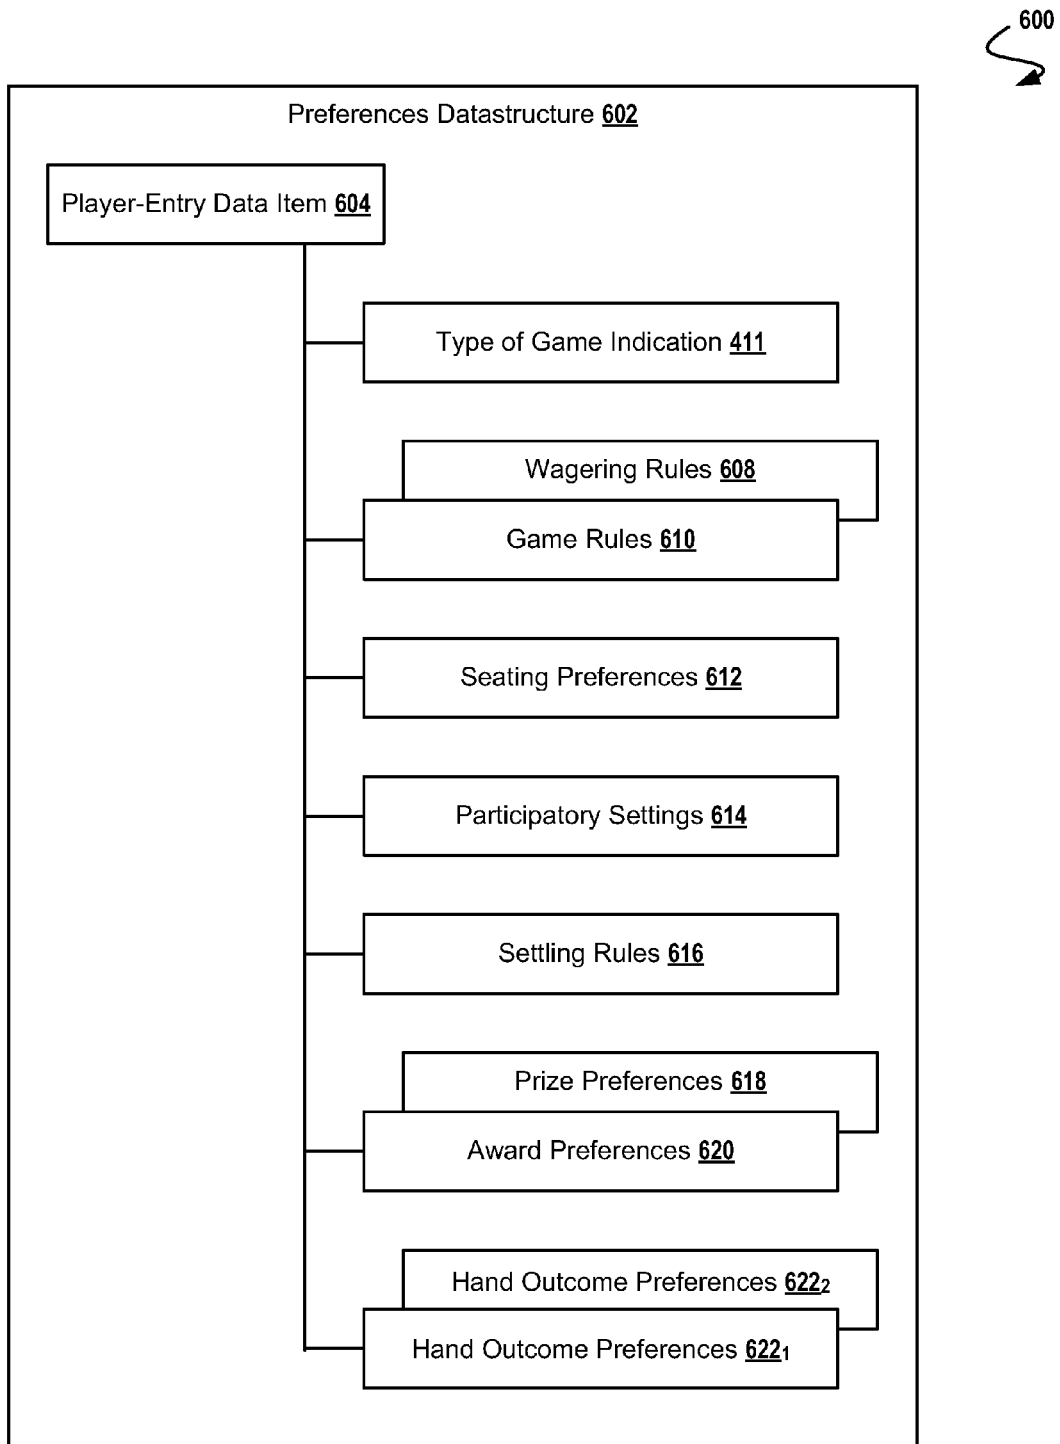 600
Preferences Datastructure 602
Player-Entry Data Item 604
Type of Game Indication 411
Wagering Rules 608
Game Rules 610
Seating Preferences 612
Participatory Settings 614
Settling Rules 616
Prize Preferences 618
Award Preferences 620
Hand Outcome Preferences 622₂
Hand Outcome Preferences 622₁